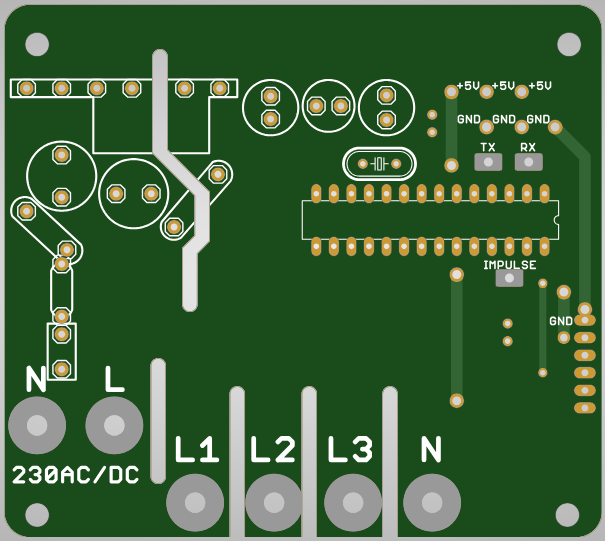 +5V +5V +5V
GND GND GND
TX RX
IMPULSE
GND
N L
L1 L2 L3 N
230AC/DC